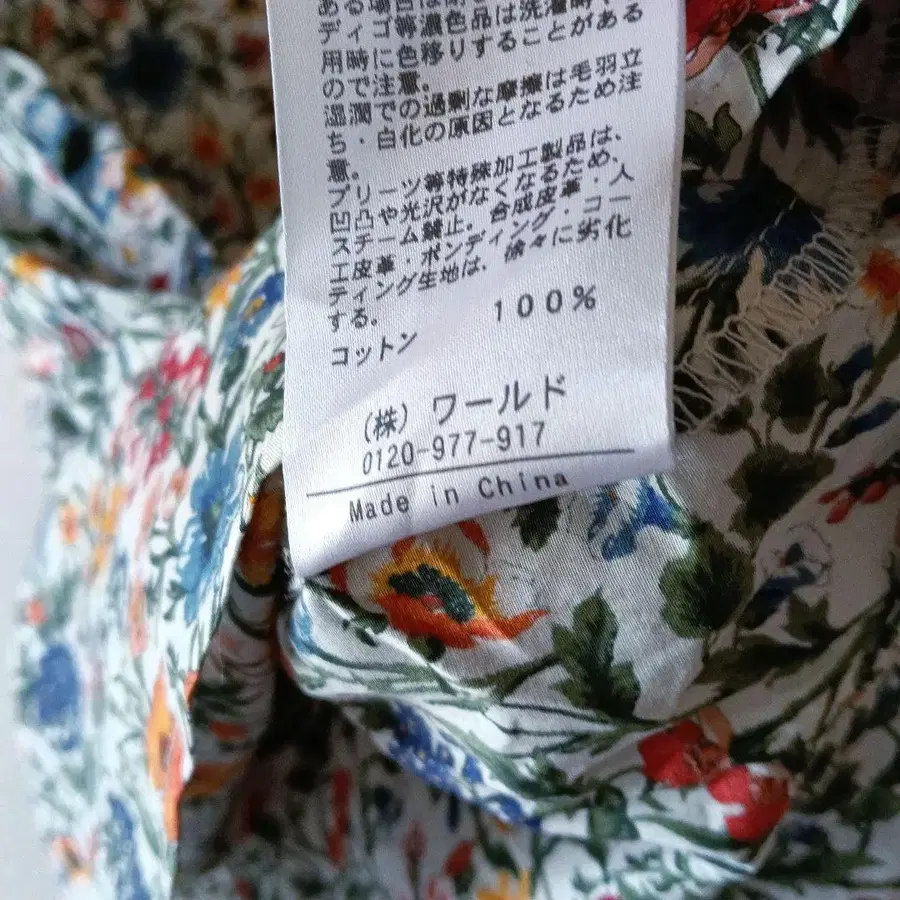 ゴ等濃色品は洗濯時や
ディ等色移りすることがある
用時に注意。
の で過剰な摩擦は毛羽立
湿潤での 白化の原因となるため注
ち・
意。
プリーツ等特殊加工製品は、
凹凸や光沢がなくなるため、
スチーム禁止。合成皮革・人
工皮革・ボンディング・コー
ティング生地は、徐々に劣化
する。
コットン 100%
(株) ワールド
0120-977-917
Made in China